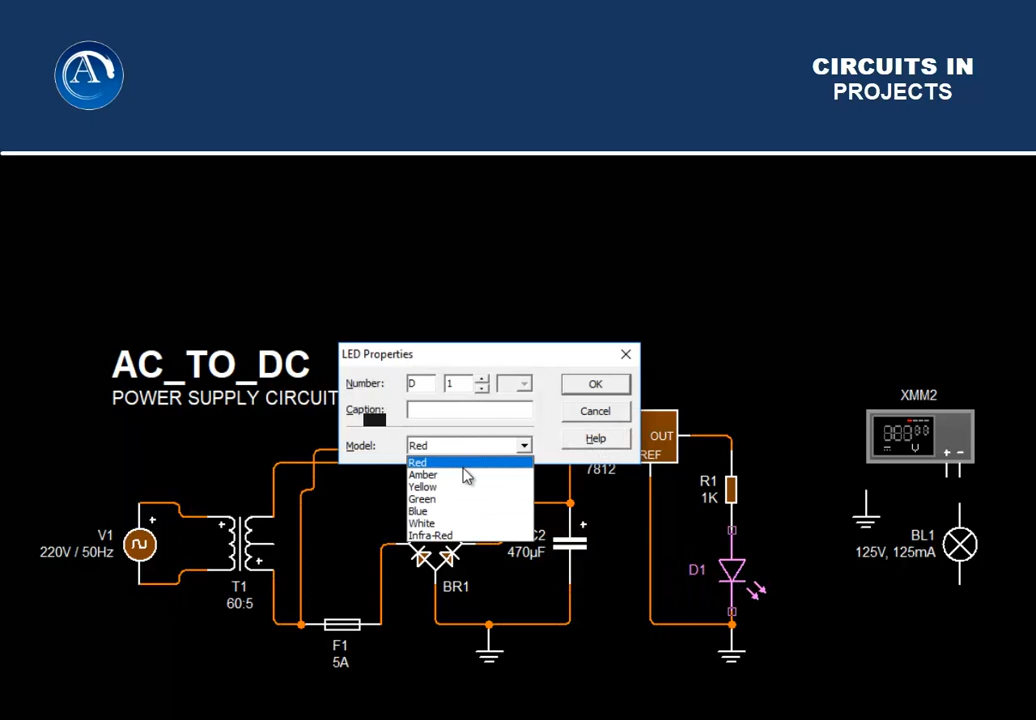 A
CIRCUITS IN
PROJECTS
AC_TO_DC
POWER SUPPLY CIRCUIT
LED Properties
Number:
D
1
OK
Caption:
Cancel
Model:
Red
Help
Red
Amber
Yellow
Green
Blue
White
Infra-Red
OUT
REF
7812
XMM2
+ -
V1
220V / 50Hz
+
+
T1
60:5
F1
5A
BR1
C2
470µF
+
R1
1K
D1
BL1
125V, 125mA